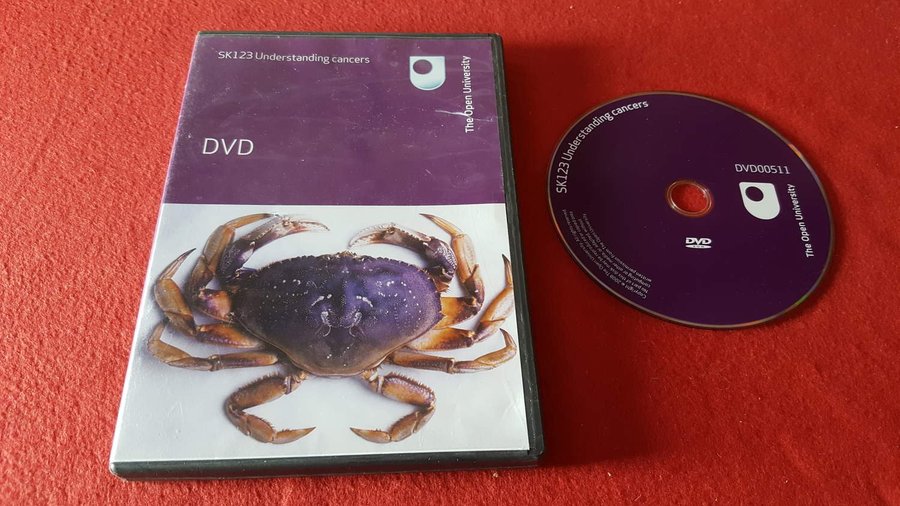 SK123 Understanding cancers
The Open University
DVD
SK123 Understanding cancers
DVD00511
The Open University
DVD